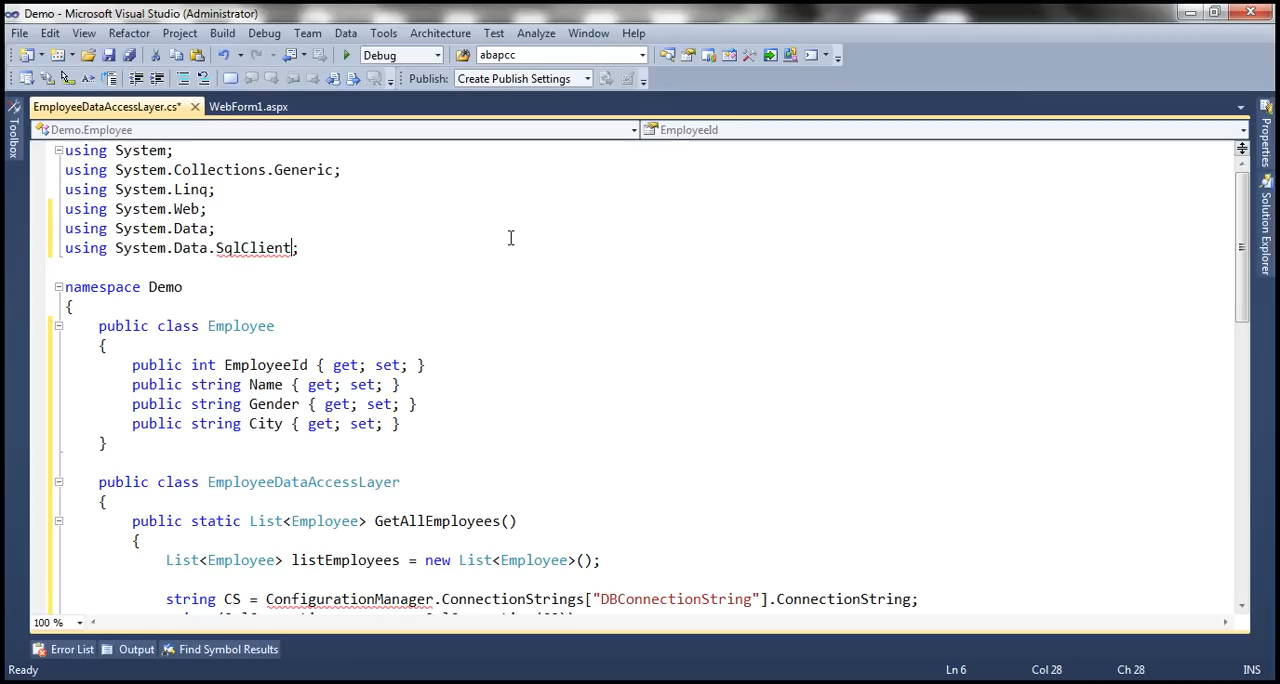 Demo - Microsoft Visual Studio (Administrator)
File Edit View Refactor Project Build Debug Team Data Tools Architecture Test Analyze Window Help
Debug abapcc
Publish: Create Publish Settings
EmployeeDataAccessLayer.cs* WebForm1.aspx
Demo.Employee EmployeeId
Toolbox
Properties
Solution Explorer
using System;
using System.Collections.Generic;
using System.Linq;
using System.Web;
using System.Data;
using System.Data.SqlClient;
namespace Demo
{
public class Employee
{
public int EmployeeId { get; set; }
public string Name { get; set; }
public string Gender { get; set; }
public string City { get; set; }
}
public class EmployeeDataAccessLayer
{
public static List<Employee> GetAllEmployees()
{
List<Employee> listEmployees = new List<Employee>();
string CS = ConfigurationManager.ConnectionStrings["DBConnectionString"].ConnectionString;
100 %
Error List Output Find Symbol Results
Ready Ln 6 Col 28 Ch 28 INS